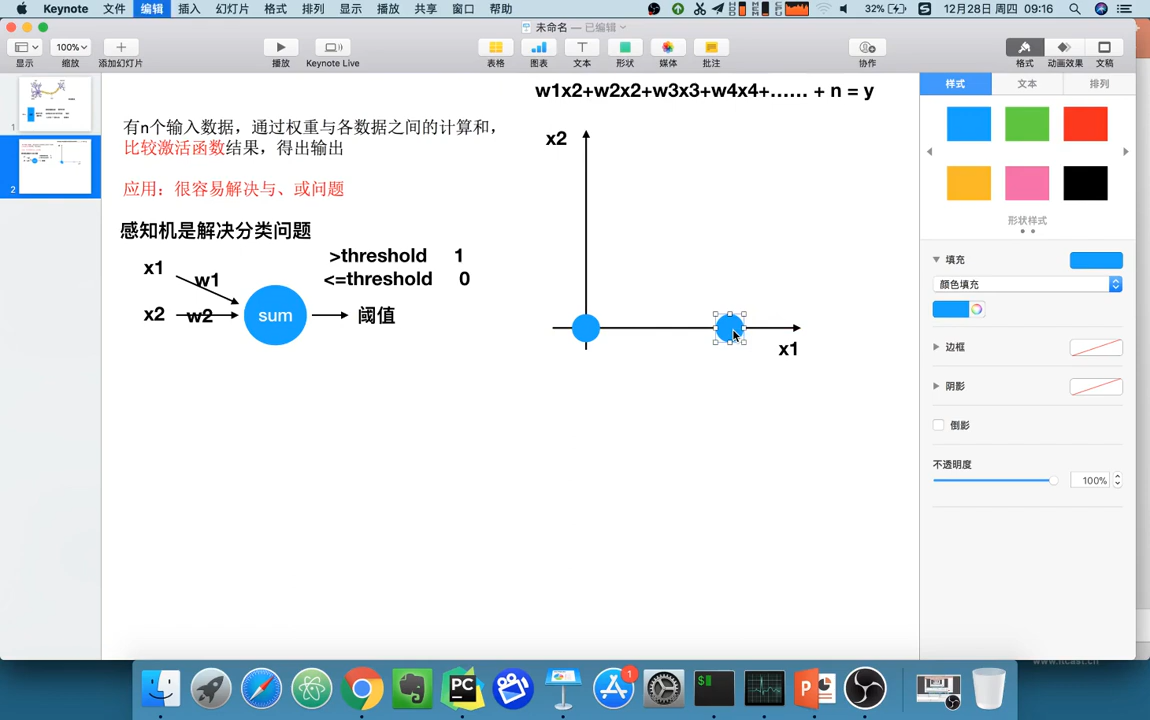 Keynote 文件 编辑 插入 幻灯片 格式 排列 显示 播放 共享 窗口 帮助 32% 12月28日 周四 09:16
未命名 — 已编辑
100%
显示 缩放 添加幻灯片 播放 Keynote Live 表格 图表 文本 形状 媒体 批注 协作 格式 动画效果 文稿
样式 文本 排列
1
2
w1x2+w2x2+w3x3+w4x4+…… + n = y
有n个输入数据，通过权重与各数据之间的计算和，
比较激活函数结果，得出输出
应用：很容易解决与、或问题
感知机是解决分类问题
>threshold 1
<=threshold 0
x1
w1
x2
w2
sum
阈值
x2
x1
形状样式
填充
颜色填充
边框
阴影
倒影
不透明度
100%
PC
1
$
P
www.itcast.cn